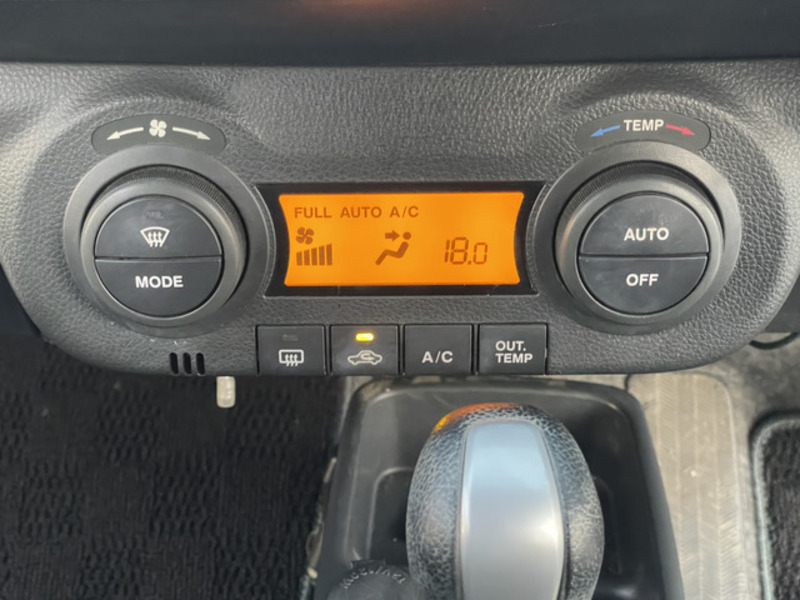 TEMP
FULL AUTO A/C
18.0
MODE
AUTO
OFF
A/C
OUT.
TEMP